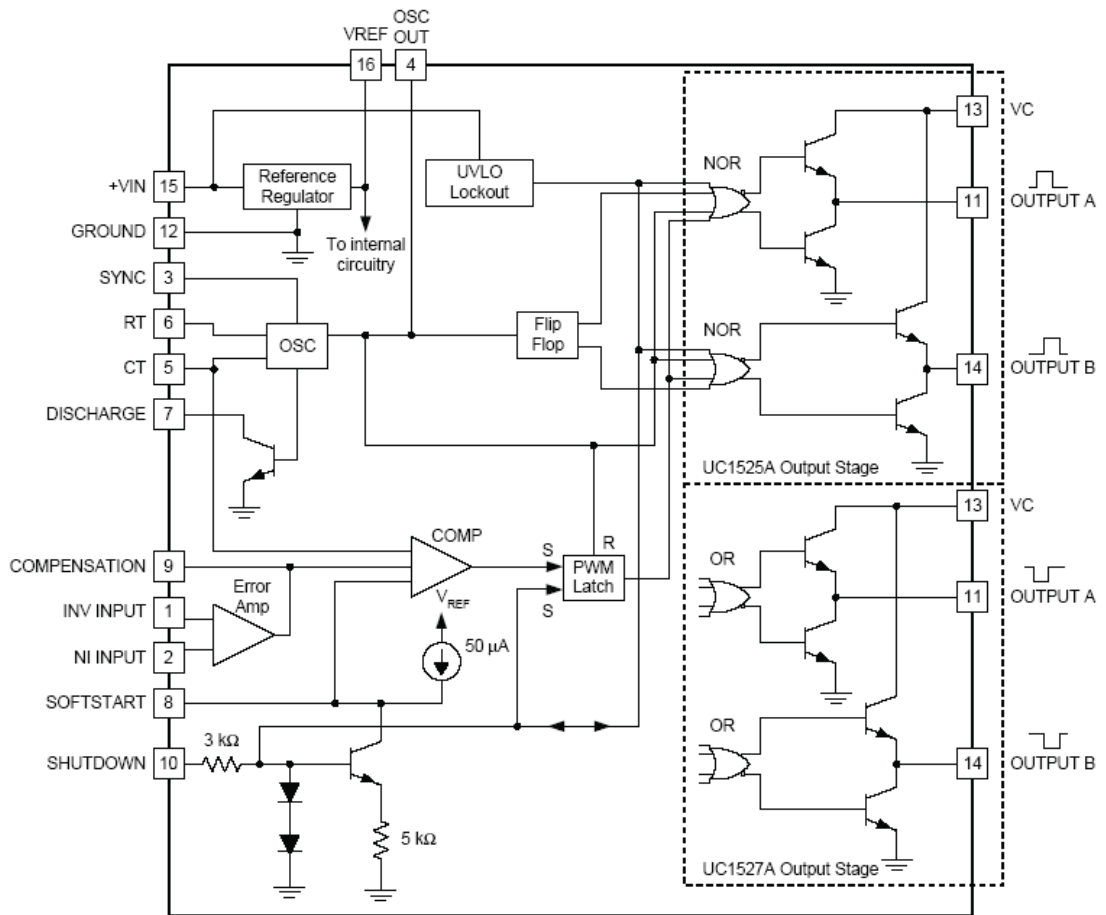 OSC
OUT
VREF
16
4
13
VC
NOR
UVLO
Lockout
Reference
Regulator
+VIN
15
11
OUTPUT A
GROUND
12
To internal
circuitry
SYNC
3
RT
6
OSC
Flip
Flop
NOR
CT
5
14
OUTPUT B
DISCHARGE
7
UC1525A Output Stage
13
VC
COMP
OR
COMPENSATION
9
S
R
PWM
Latch
S
Error
Amp
VREF
INV INPUT
1
11
OUTPUT A
50 µA
NI INPUT
2
SOFTSTART
8
OR
3 kΩ
SHUTDOWN
10
14
OUTPUT B
5 kΩ
UC1527A Output Stage